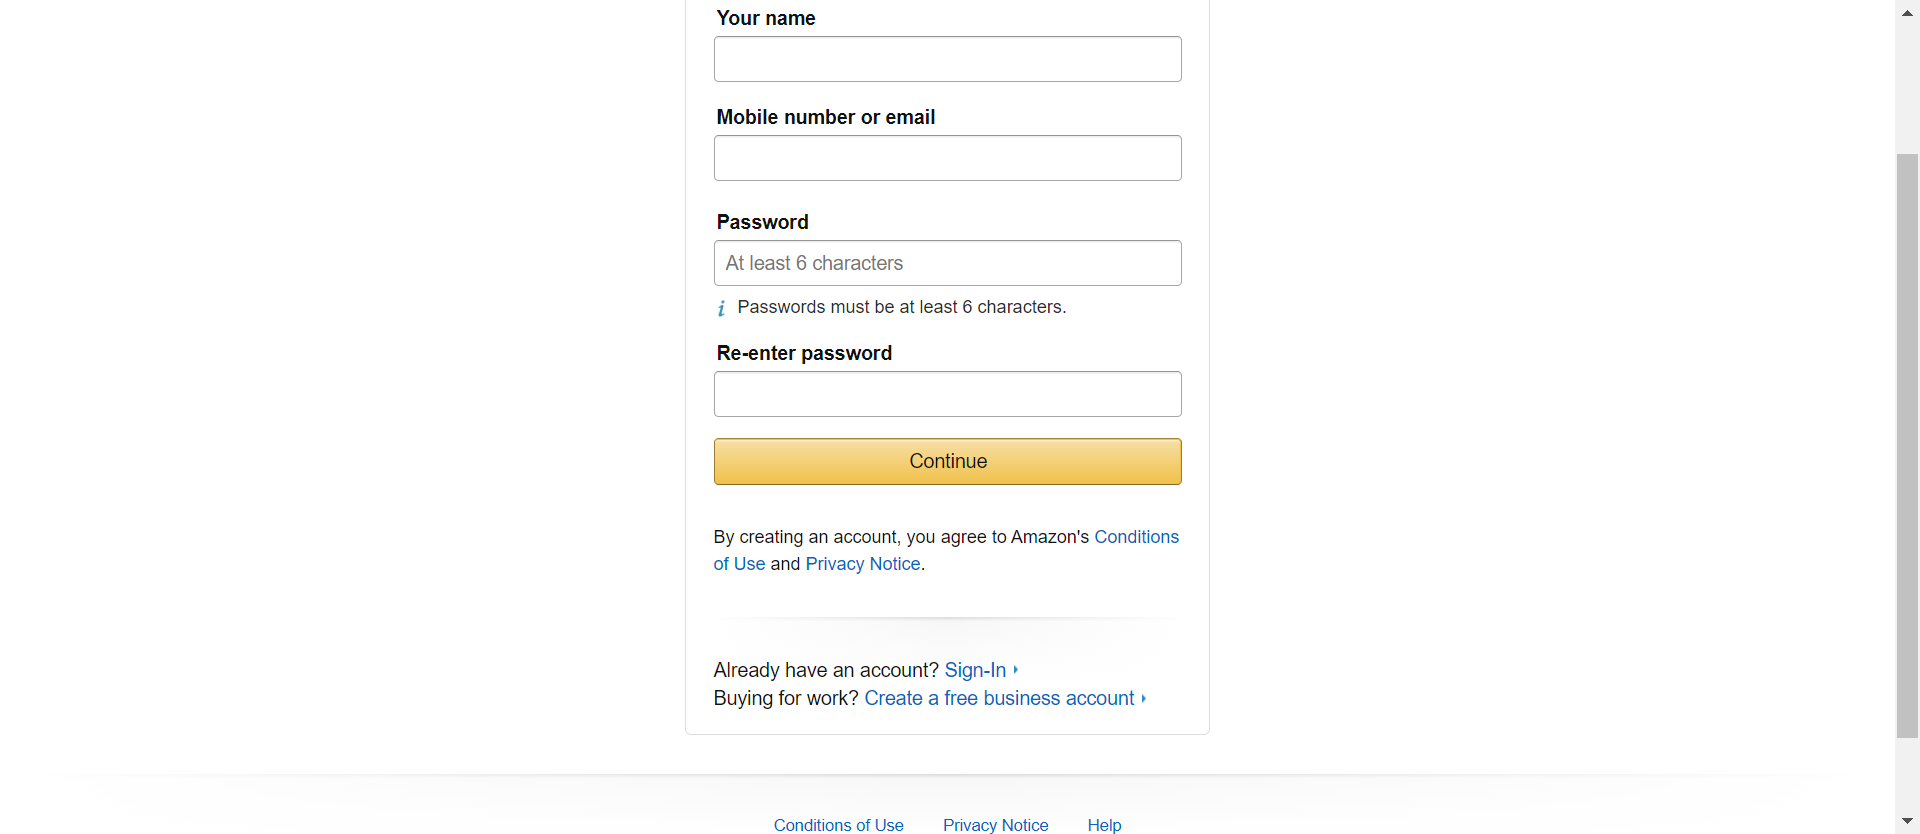 Your name
Mobile number or email
Password
At least 6 characters
i Passwords must be at least 6 characters.
Re-enter password
Continue
By creating an account, you agree to Amazon's Conditions
of Use and Privacy Notice.
Already have an account? Sign-In
Buying for work? Create a free business account
Conditions of Use Privacy Notice Help